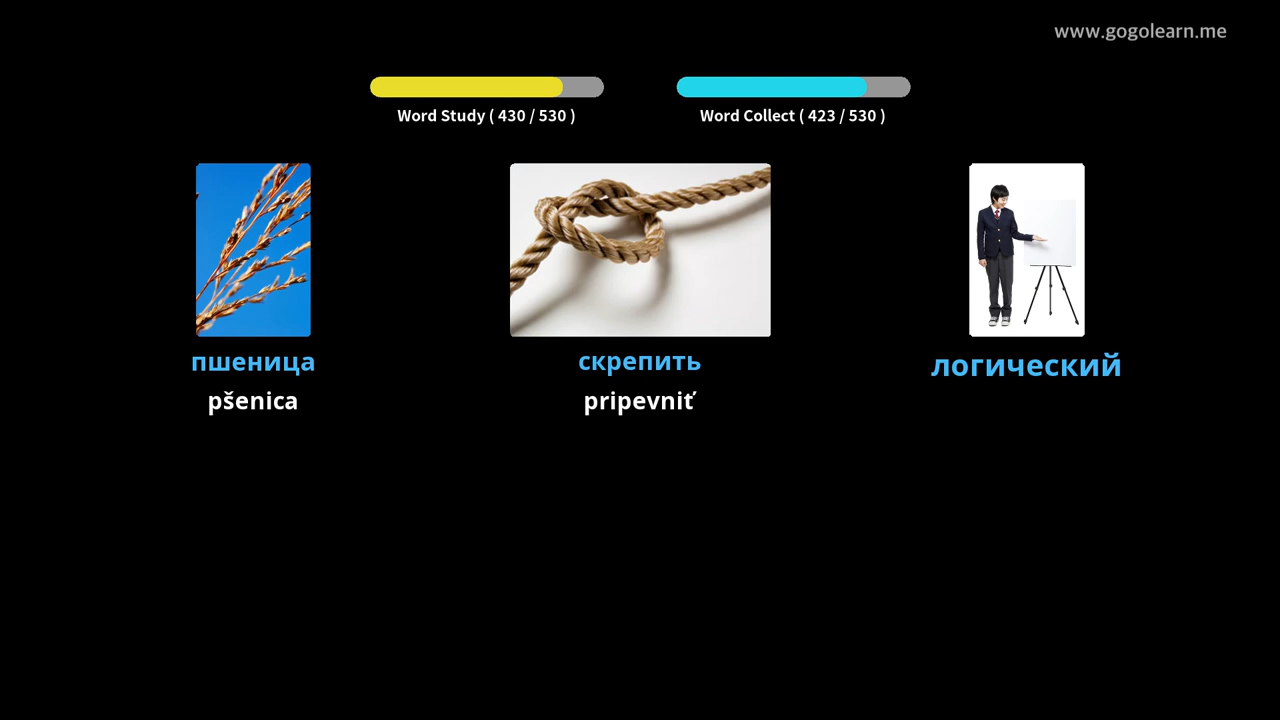 www.gogolearn.me
Word Study ( 430 / 530 )
Word Collect ( 423 / 530 )
пшеница
скрепить
логический
pšenica
pripevniť